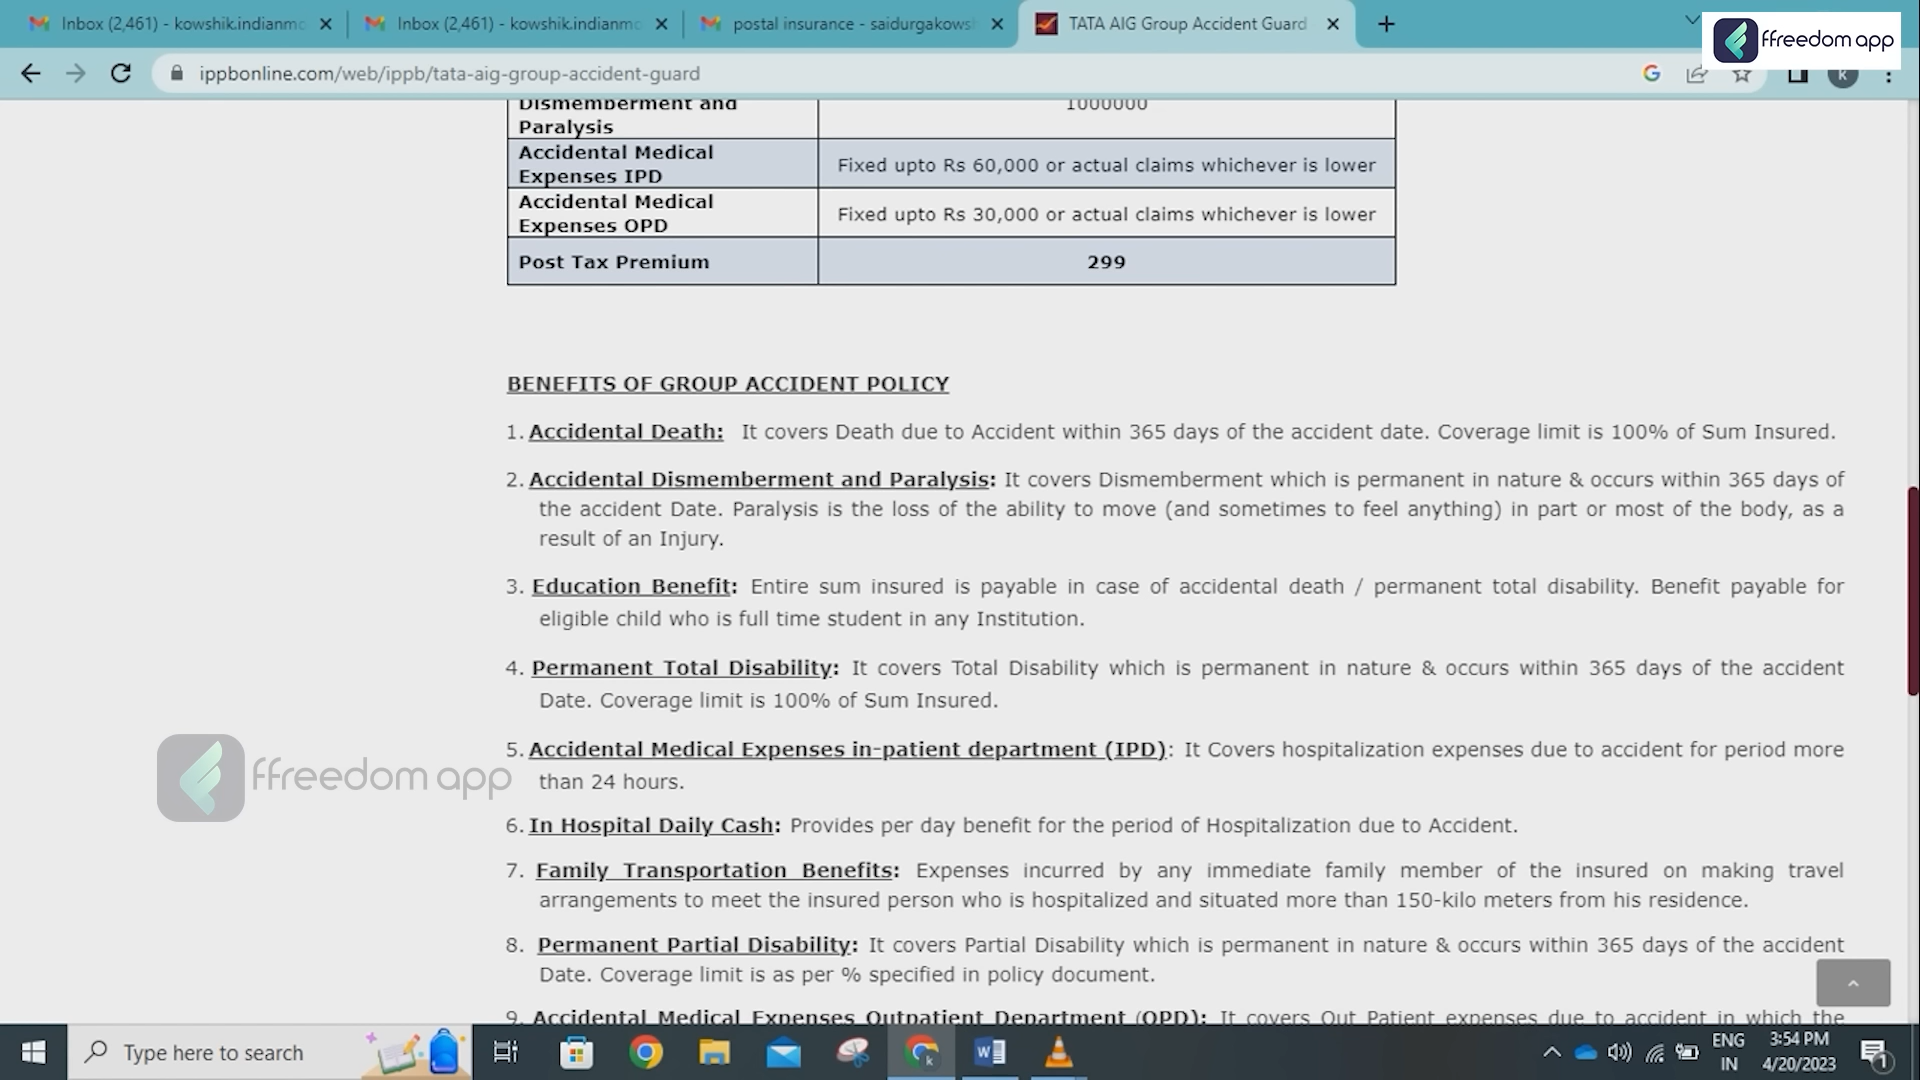 Inbox (2,461) - kowshik.indianmo
Inbox (2,461) - kowshik.indianmo
postal insurance - saidurgakows
TATA AIG Group Accident Guard
ffreedom app
ippbonline.com/web/ippb/tata-aig-group-accident-guard
Dismemberment and Paralysis
1000000
Accidental Medical Expenses IPD
Fixed upto Rs 60,000 or actual claims whichever is lower
Accidental Medical Expenses OPD
Fixed upto Rs 30,000 or actual claims whichever is lower
Post Tax Premium
299
BENEFITS OF GROUP ACCIDENT POLICY
1. Accidental Death: It covers Death due to Accident within 365 days of the accident date. Coverage limit is 100% of Sum Insured.
2. Accidental Dismemberment and Paralysis: It covers Dismemberment which is permanent in nature & occurs within 365 days of
the accident Date. Paralysis is the loss of the ability to move (and sometimes to feel anything) in part or most of the body, as a
result of an Injury.
3. Education Benefit: Entire sum insured is payable in case of accidental death / permanent total disability. Benefit payable for
eligible child who is full time student in any Institution.
4. Permanent Total Disability: It covers Total Disability which is permanent in nature & occurs within 365 days of the accident
Date. Coverage limit is 100% of Sum Insured.
5. Accidental Medical Expenses in-patient department (IPD): It Covers hospitalization expenses due to accident for period more
than 24 hours.
ffreedom app
6. In Hospital Daily Cash: Provides per day benefit for the period of Hospitalization due to Accident.
7. Family Transportation Benefits: Expenses incurred by any immediate family member of the insured on making travel
arrangements to meet the insured person who is hospitalized and situated more than 150-kilo meters from his residence.
8. Permanent Partial Disability: It covers Partial Disability which is permanent in nature & occurs within 365 days of the accident
Date. Coverage limit is as per % specified in policy document.
9. Accidental Medical Expenses Outpatient Department (OPD): It covers Out Patient expenses due to accident in which the
Type here to search
ENG
IN
3:54 PM
4/20/2023
1